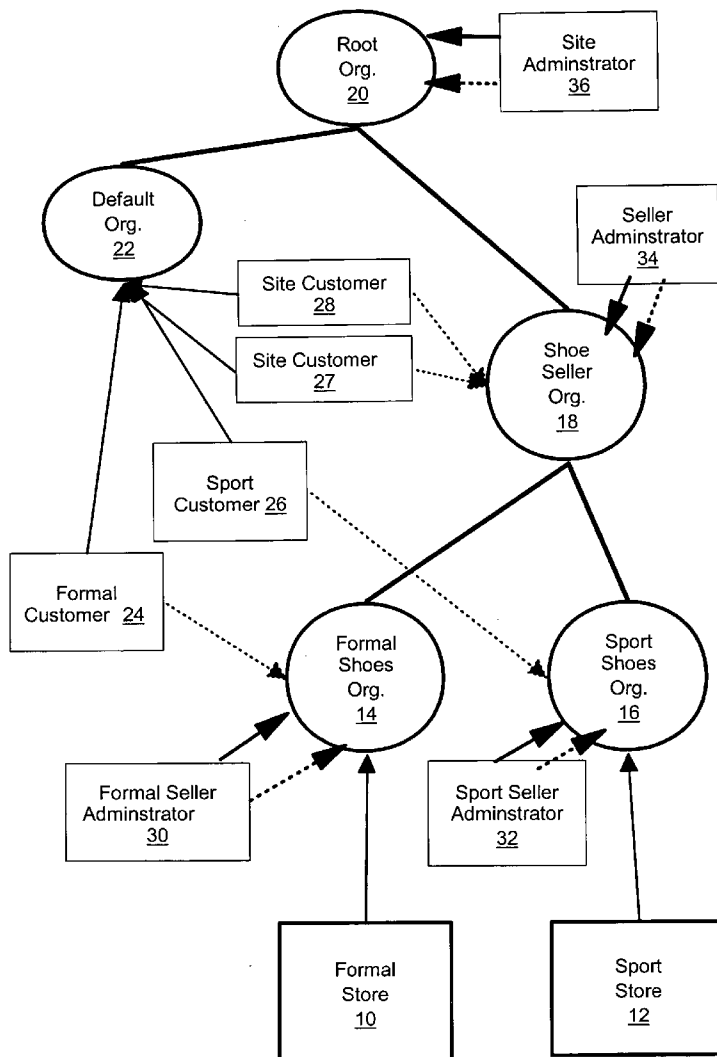 Root
Org.
20
Site
Adminstrator
36
Default
Org.
22
Seller
Adminstrator
34
Site Customer
28
Site Customer
27
Shoe
Seller
Org.
18
Sport
Customer 26
Formal
Customer 24
Formal
Shoes
Org.
14
Sport
Shoes
Org.
16
Formal Seller
Adminstrator
30
Sport Seller
Adminstrator
32
Formal
Store
10
Sport
Store
12